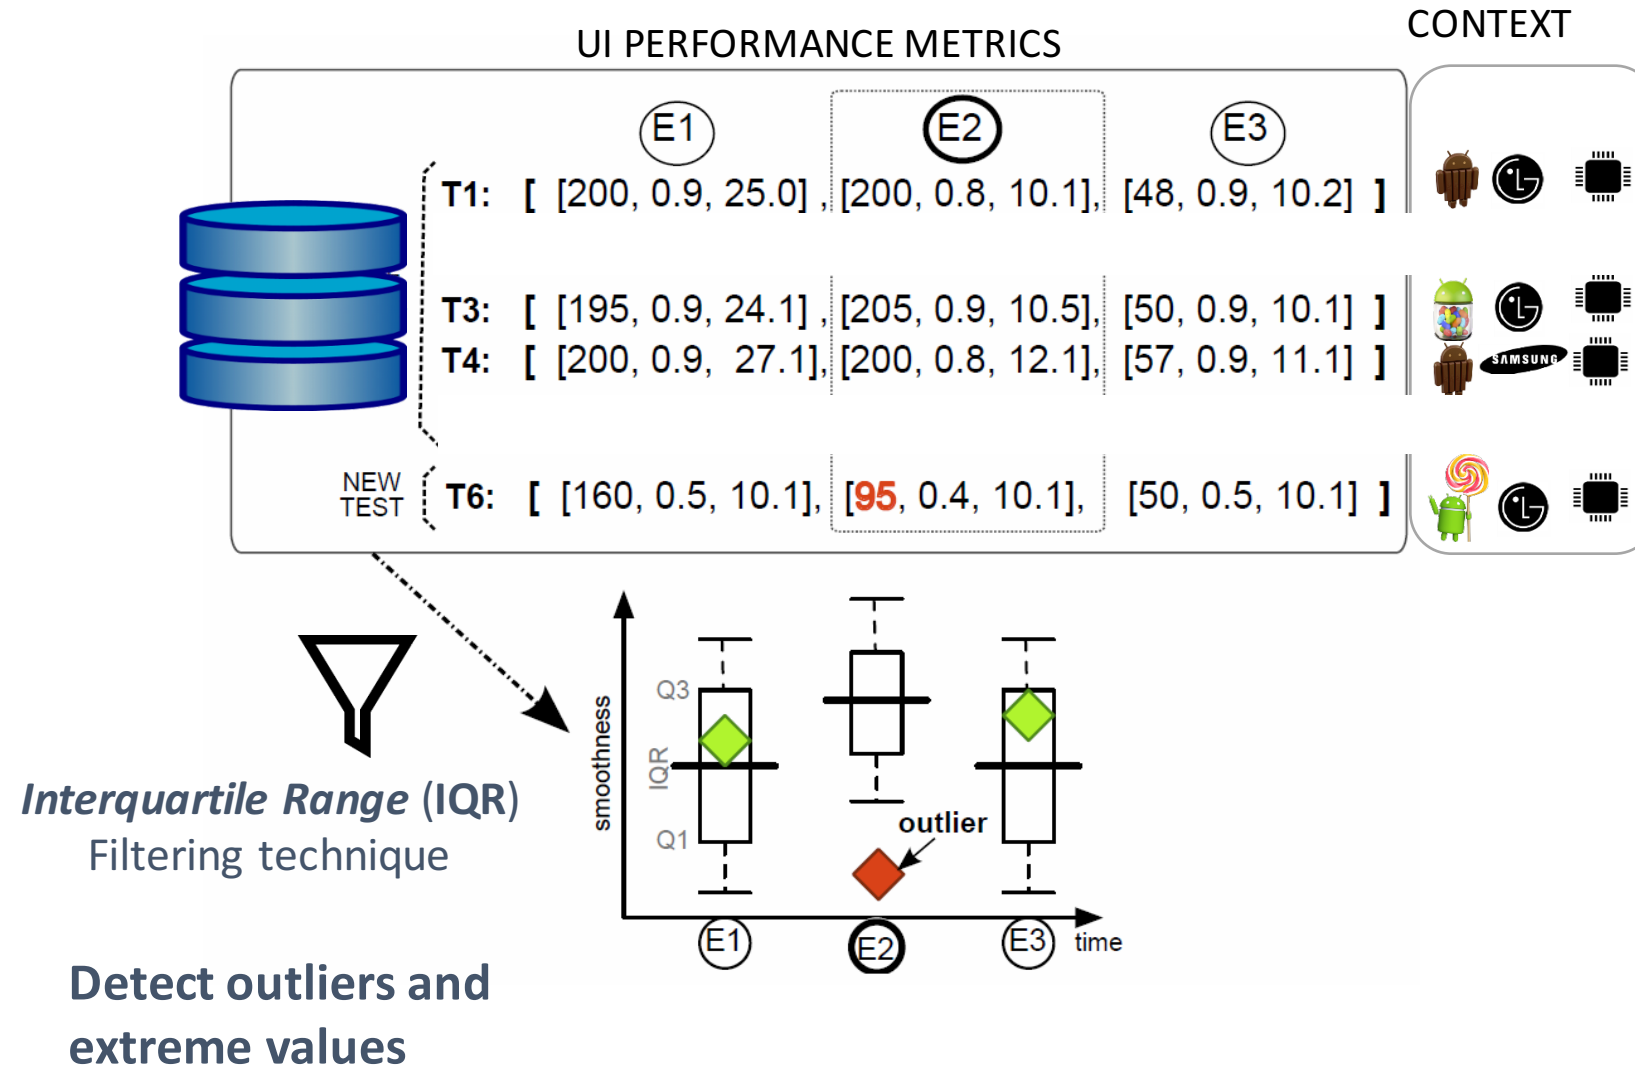 UI PERFORMANCE METRICS
CONTEXT
E1 E2 E3
T1: [ [200, 0.9, 25.0] , [200, 0.8, 10.1], [48, 0.9, 10.2] ]
LG
T3: [ [195, 0.9, 24.1] , [205, 0.9, 10.5], [50, 0.9, 10.1] ]
LG
T4: [ [200, 0.9, 27.1], [200, 0.8, 12.1], [57, 0.9, 11.1] ]
SAMSUNG
NEW
TEST
T6: [ [160, 0.5, 10.1], [95, 0.4, 10.1], [50, 0.5, 10.1] ]
LG
smoothness
Q3
IQR
Q1
outlier
E1 E2 E3 time
Interquartile Range (IQR)
Filtering technique
Detect outliers and
extreme values